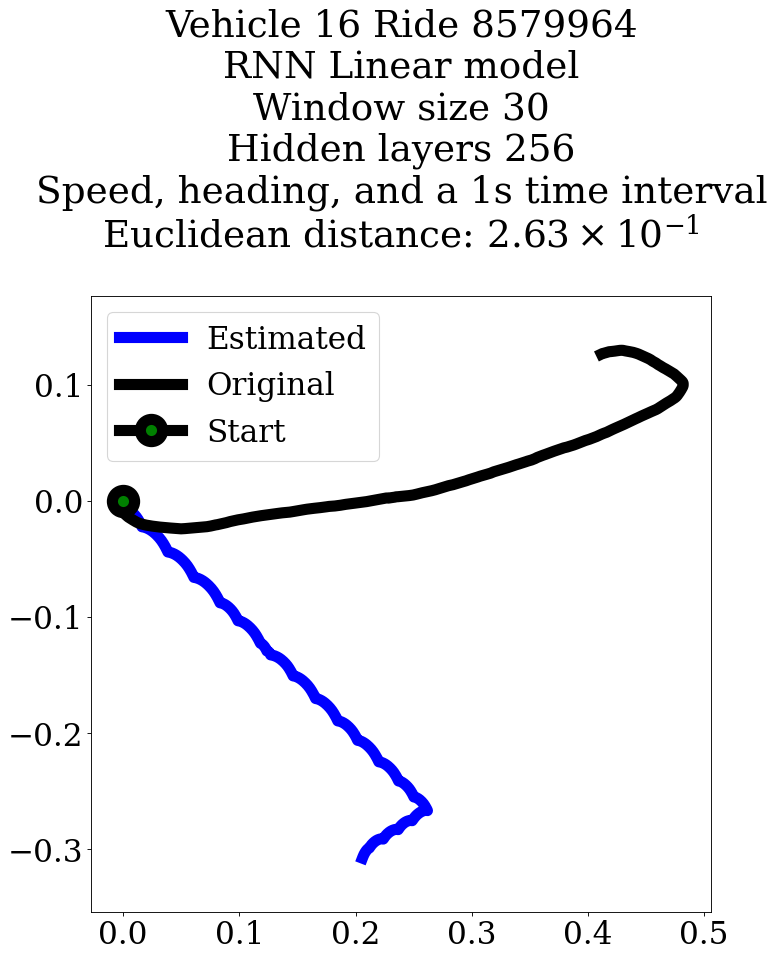 Vehicle 16 Ride 8579964
RNN Linear model
Window size 30
Hidden layers 256
Speed, heading, and a 1s time interval
Euclidean distance: 2.63 × 10⁻¹
Estimated
Original
Start
0.1
0.0
−0.1
−0.2
−0.3
0.0 0.1 0.2 0.3 0.4 0.5